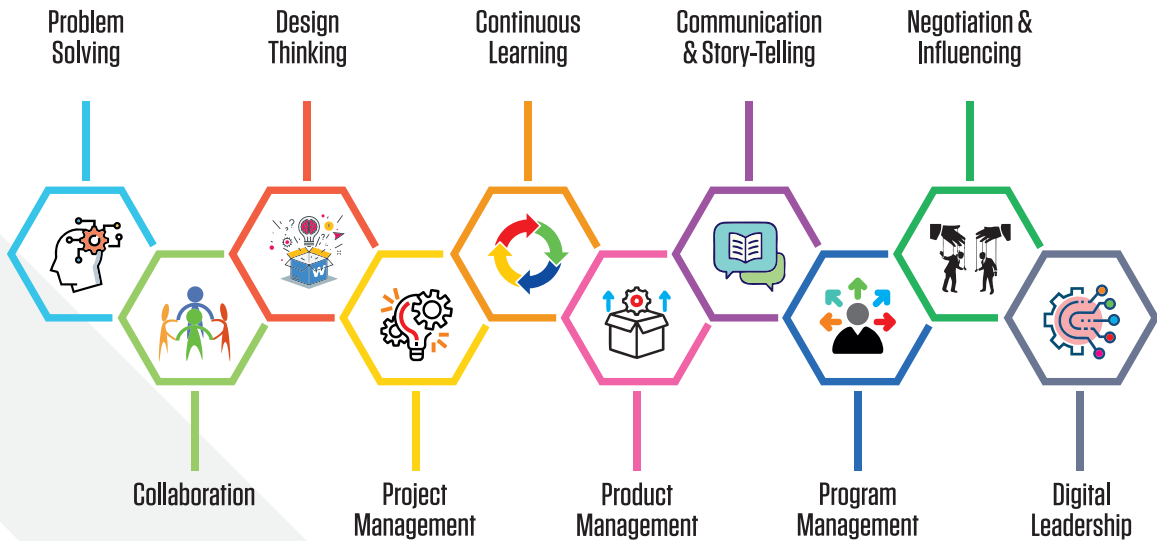 Problem
Solving
Design
Thinking
Continuous
Learning
Communication
& Story-Telling
Negotiation &
Influencing
W
Collaboration
Project
Management
Product
Management
Program
Management
Digital
Leadership